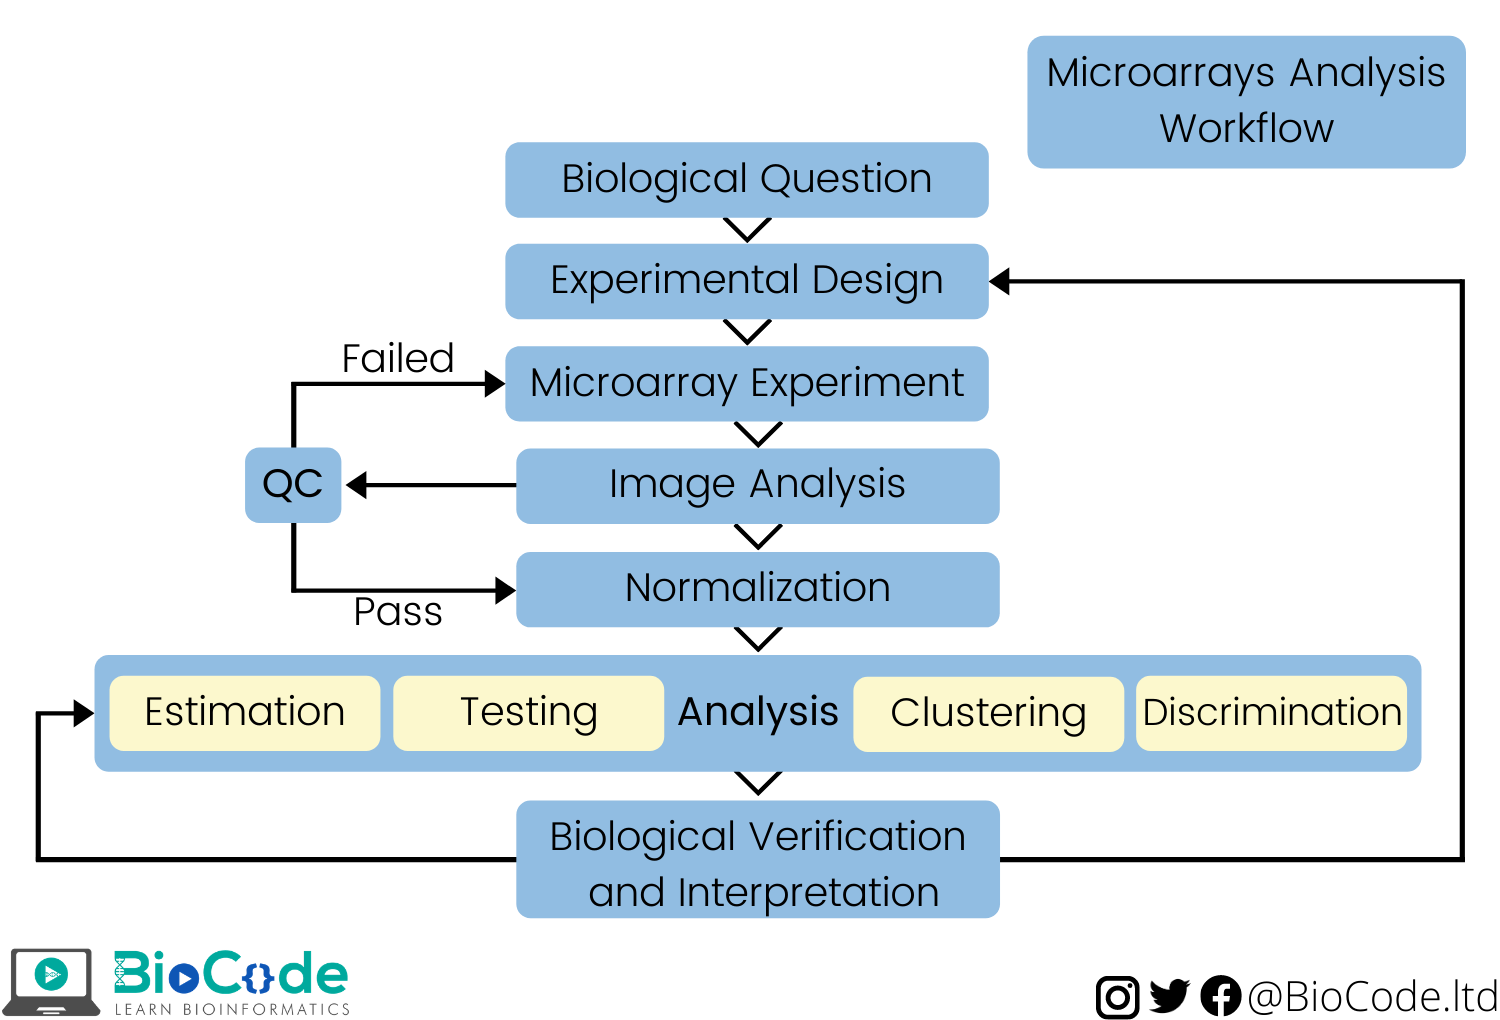 Microarrays Analysis
Workflow
Biological Question
Experimental Design
Failed
Microarray Experiment
QC
Image Analysis
Normalization
Pass
Estimation
Testing
Analysis
Clustering
Discrimination
Biological Verification
and Interpretation
BioCode
LEARN BIOINFORMATICS
@BioCode.ltd